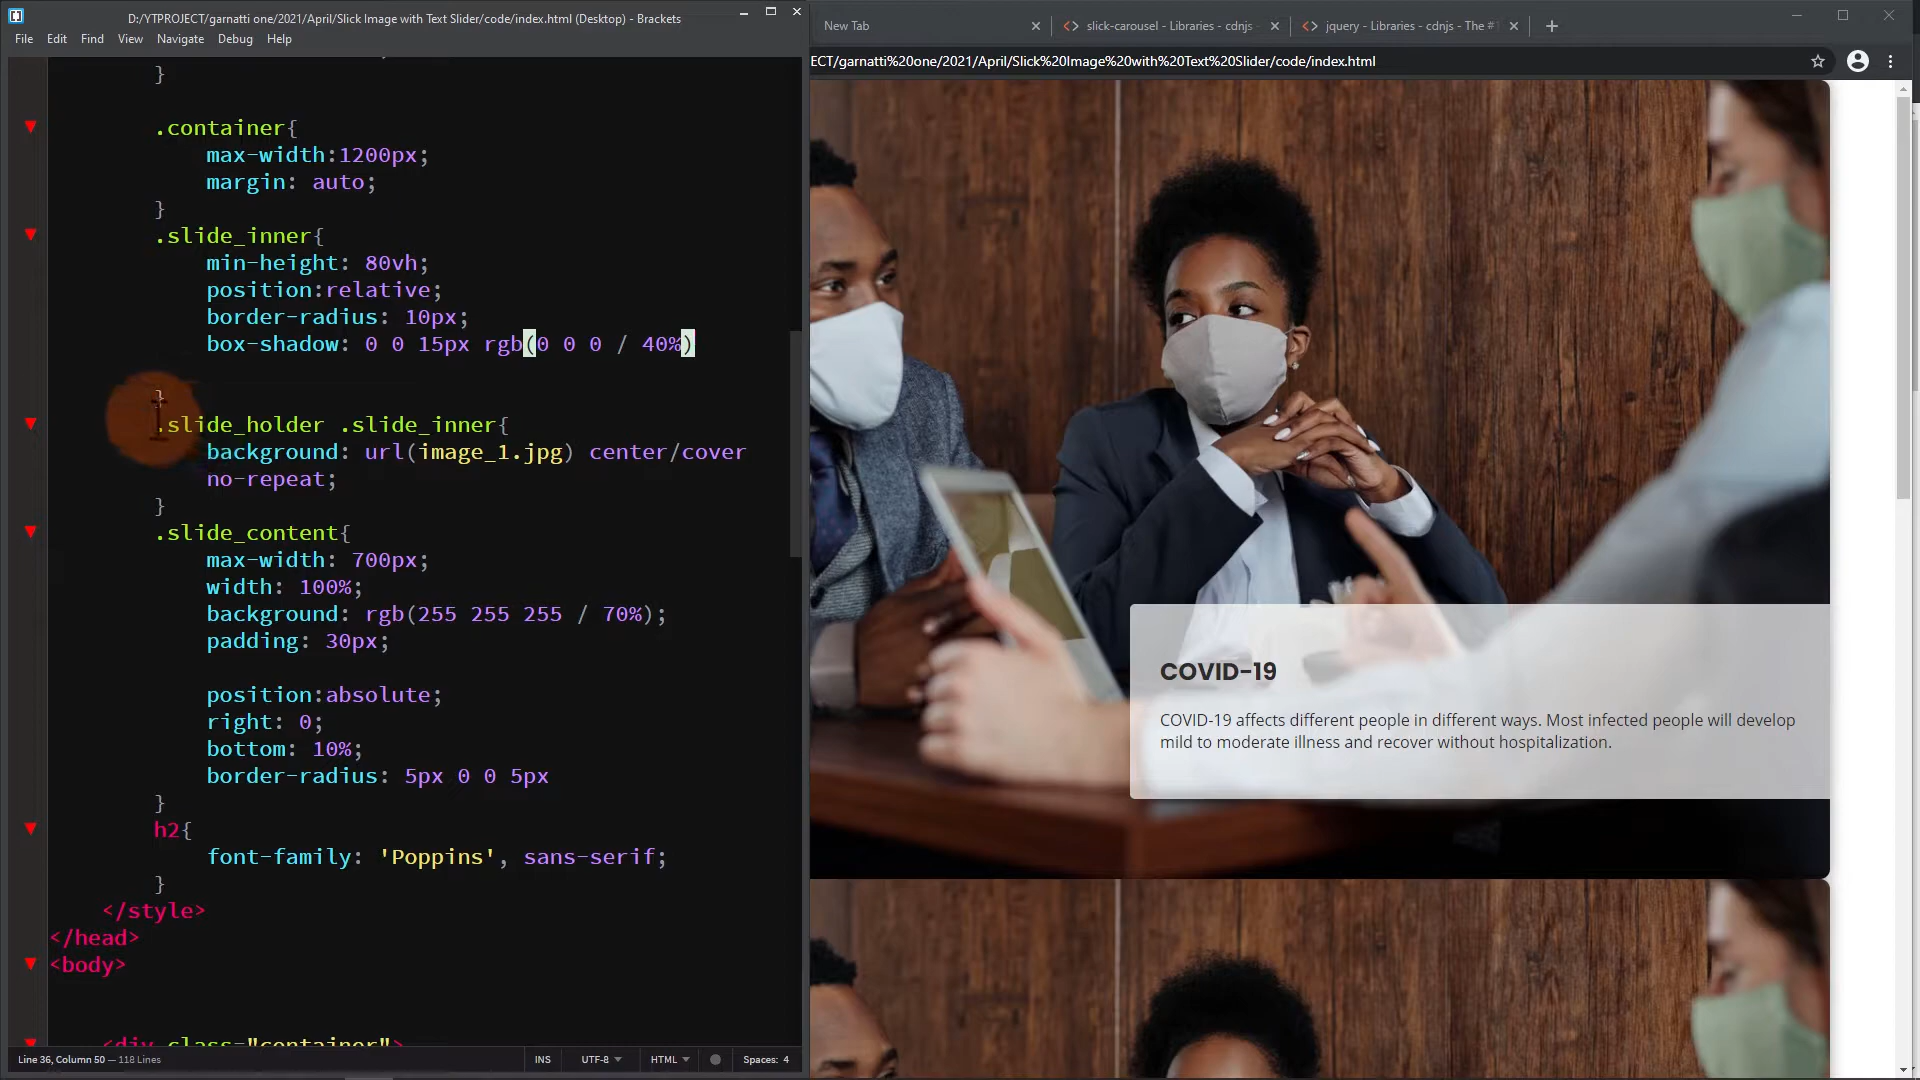 D:/YTPROJECT/garnatti one/2021/April/Slick Image with Text Slider/code/index.html (Desktop) - Brackets
File Edit Find View Navigate Debug Help
}
.container{
max-width:1200px;
margin: auto;
}
.slide_inner{
min-height: 80vh;
position:relative;
border-radius: 10px;
box-shadow: 0 0 15px rgb(0 0 0 / 40%)
}
.slide_holder .slide_inner{
background: url(image_1.jpg) center/cover
no-repeat;
}
.slide_content{
max-width: 700px;
width: 100%;
background: rgb(255 255 255 / 70%);
padding: 30px;
position:absolute;
right: 0;
bottom: 10%;
border-radius: 5px 0 0 5px
}
h2{
font-family: 'Poppins', sans-serif;
}
</style>
</head>
<body>
<div class="container">
Line 36, Column 50 — 118 Lines
INS UTF-8 HTML Spaces: 4
New Tab
slick-carousel - Libraries - cdnjs
jquery - Libraries - cdnjs - The #1
ECT/garnatti%20one/2021/April/Slick%20Image%20with%20Text%20Slider/code/index.html
COVID-19
COVID-19 affects different people in different ways. Most infected people will develop
mild to moderate illness and recover without hospitalization.